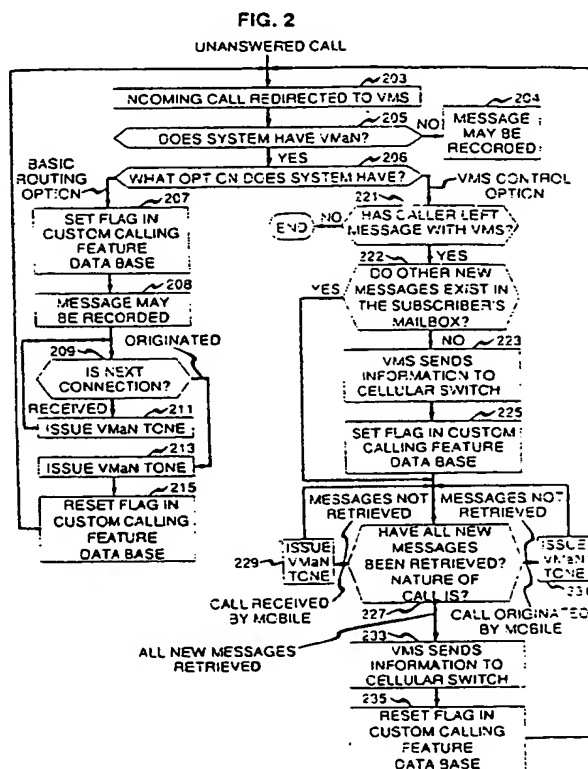 FIG. 2
UNANSWERED CALL
203
NCOMING CALL REDIRECTED TO VMS
205
204
DOES SYSTEM HAVE VMaN?
NO
MESSAGE
MAY BE
RECORDED
YES
206
BASIC
ROUTING
OPTION
WHAT OPT ON DOES SYSTEM HAVE?
VMS CONTROL
OPTION
207
SET FLAG IN
CUSTOM CALLING
FEATURE
DATA BASE
208
MESSAGE MAY
BE RECORDED
ORIGINATED
209
IS NEXT
CONNECTION?
RECEIVED
211
ISSUE VMaN TONE
213
ISSUE VMaN TONE
215
RESET FLAG IN
CUSTOM CALLING
FEATURE
DATA BASE
221
END
NO
HAS CALLER LEFT
MESSAGE WITH VMS?
YES
222
YES
DO OTHER NEW
MESSAGES EXIST IN
THE SUBSCRIBER'S
MAILBOX?
NO
223
VMS SENDS
INFORMATION TO
CELLULAR SWITCH
225
SET FLAG IN CUSTOM
CALLING FEATURE
DATA BASE
MESSAGES NOT
RETRIEVED
MESSAGES NOT
RETRIEVED
229
ISSUE
VMaN
TONE
HAVE ALL NEW
MESSAGES
BEEN RETRIEVED?
NATURE OF
CALL IS?
ISSUE
VMaN
TONE
CALL RECEIVED
BY MOBILE
227
CALL ORIGINATED
BY MOBILE
ALL NEW MESSAGES
RETRIEVED
233
VMS SENDS
INFORMATION TO
CELLULAR SWITCH
235
RESET FLAG IN
CUSTOM CALLING
FEATURE
DATA BASE